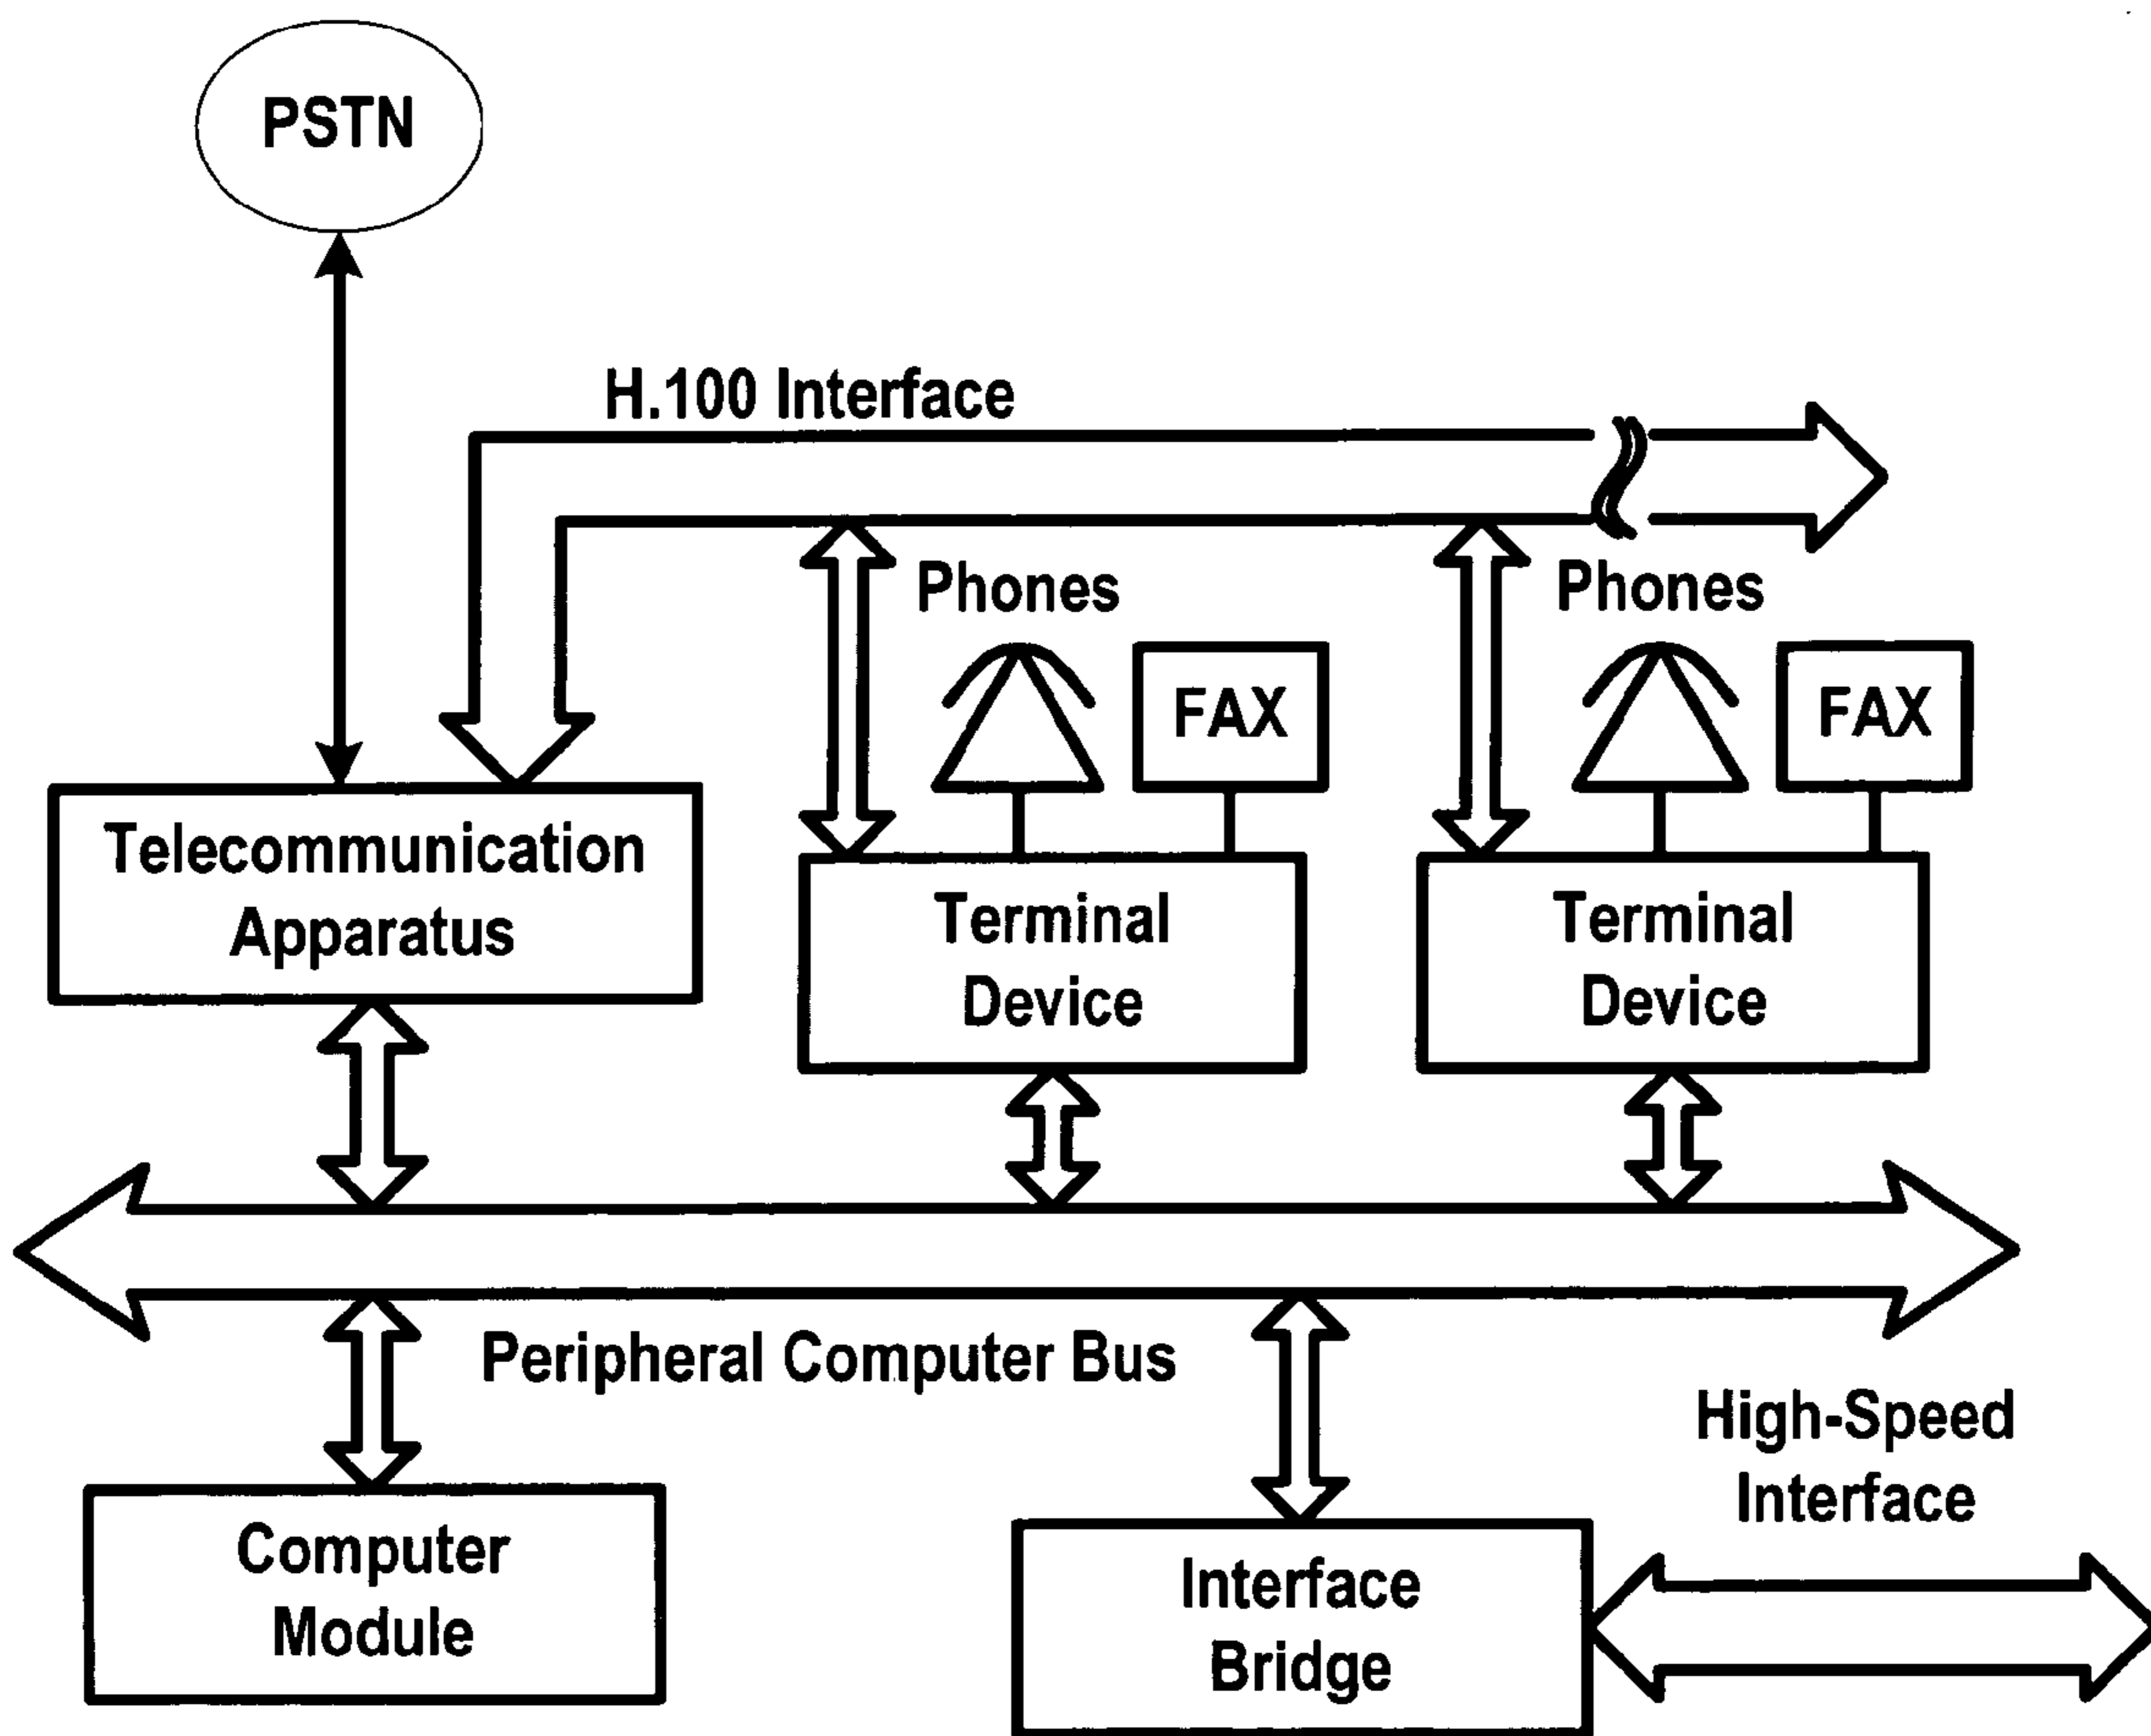 PSTN
H.100 Interface
Phones
Phones
FAX
FAX
Telecommunication
Apparatus
Terminal
Device
Terminal
Device
Peripheral Computer Bus
High-Speed
Interface
Computer
Module
Interface
Bridge